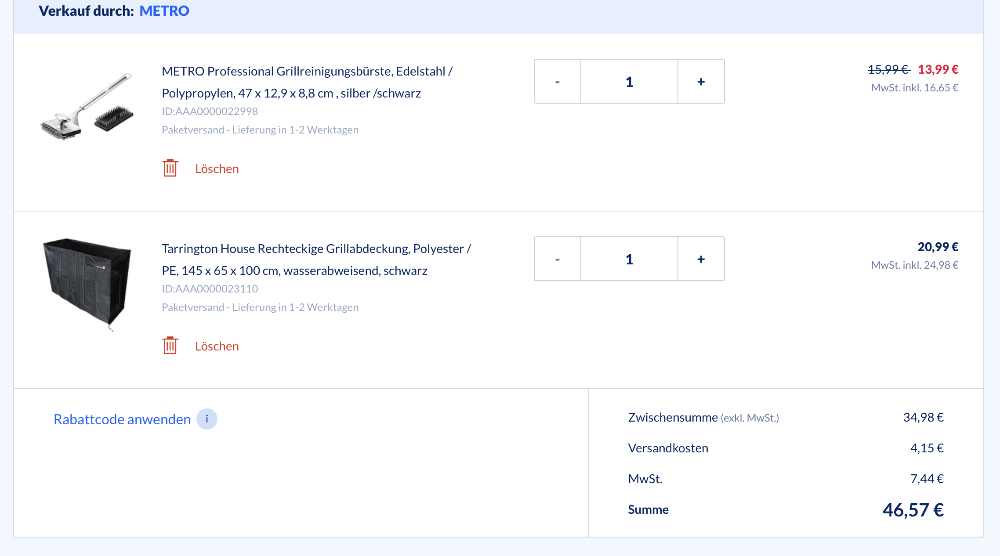 Verkauf durch: METRO
METRO Professional Grillreinigungsbürste, Edelstahl /
Polypropylen, 47 x 12,9 x 8,8 cm , silber /schwarz
ID:AAA0000022998
Paketversand - Lieferung in 1-2 Werktagen
Löschen
- 1 +
15,99 € 13,99 €
MwSt. inkl. 16,65 €
Tarrington House Rechteckige Grillabdeckung, Polyester /
PE, 145 x 65 x 100 cm, wasserabweisend, schwarz
ID:AAA0000023110
Paketversand - Lieferung in 1-2 Werktagen
Löschen
- 1 +
20,99 €
MwSt. inkl. 24,98 €
Rabattcode anwenden i
Zwischensumme (exkl. MwSt.) 34,98 €
Versandkosten 4,15 €
MwSt. 7,44 €
Summe 46,57 €